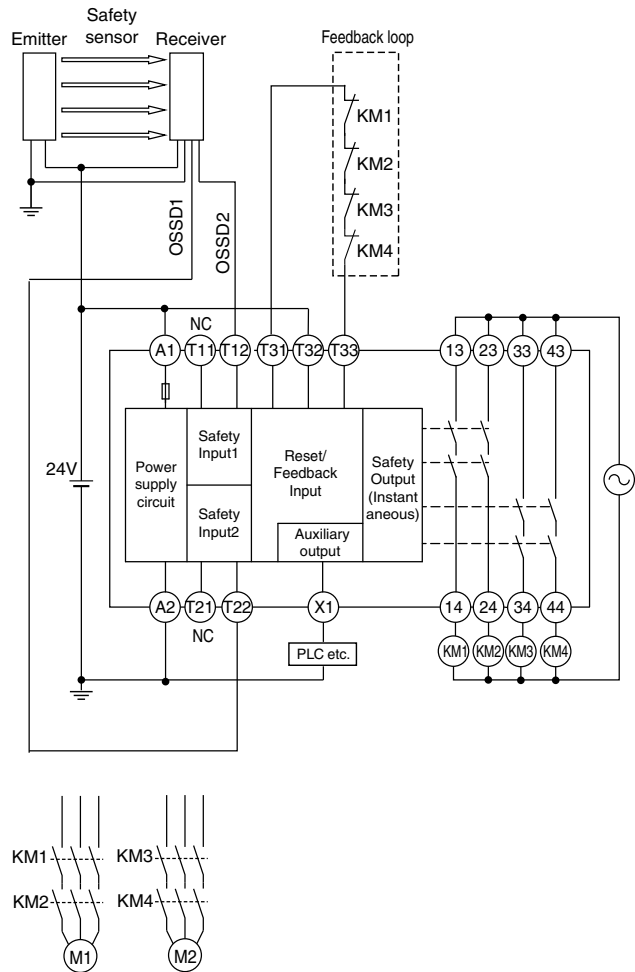 Safety
sensor
Emitter
Receiver
Feedback loop
KM1
KM2
KM3
KM4
OSSD1
OSSD2
NC
A1
T11
T12
T31
T32
T33
13
23
33
43
24V
Power
supply
circuit
Safety
Input1
Safety
Input2
Reset/
Feedback
Input
Auxiliary
output
Safety
Output
(Instant
aneous)
A2
T21
T22
X1
14
24
34
44
NC
PLC etc.
KM1
KM2
KM3
KM4
KM1
KM2
M1
KM3
KM4
M2